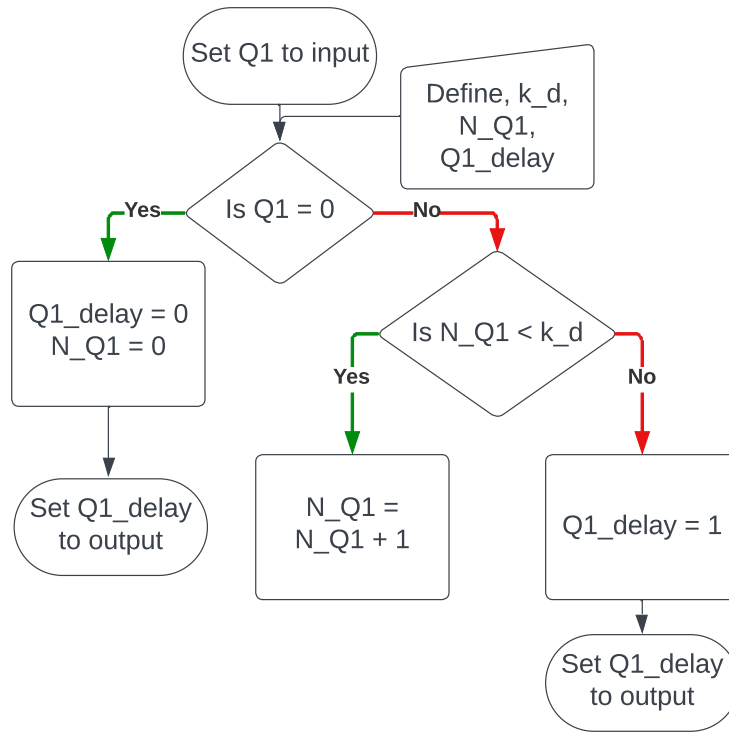 Set Q1 to input
Define, k_d,
N_Q1,
Q1_delay
Is Q1 = 0
Yes
No
Q1_delay = 0
N_Q1 = 0
Is N_Q1 < k_d
Yes
No
Set Q1_delay
to output
N_Q1 =
N_Q1 + 1
Q1_delay = 1
Set Q1_delay
to output